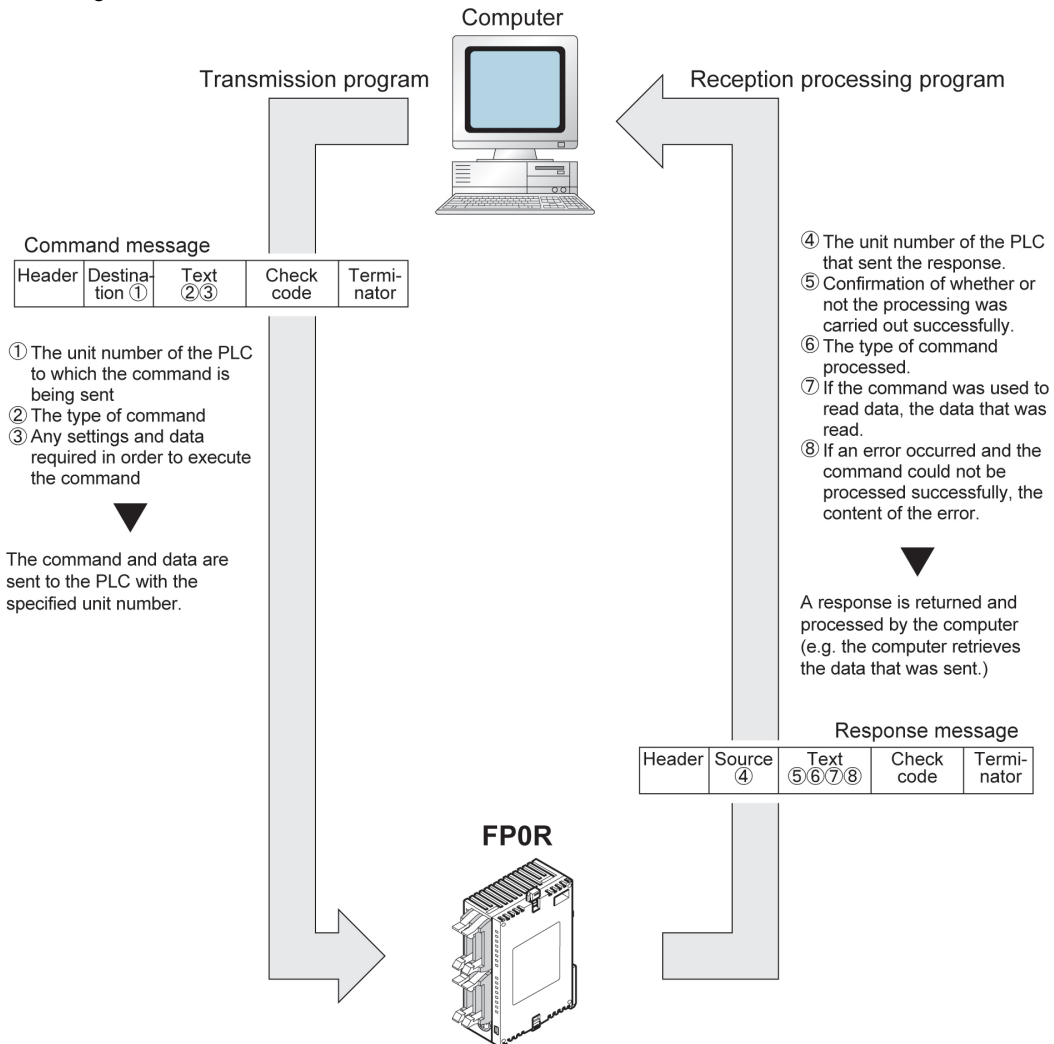 Computer
Transmission program
Reception processing program
Command message
Header
Destina-
tion ①
Text
②③
Check
code
Termi-
nator
① The unit number of the PLC
to which the command is
being sent
② The type of command
③ Any settings and data
required in order to execute
the command
The command and data are
sent to the PLC with the
specified unit number.
④ The unit number of the PLC
that sent the response.
⑤ Confirmation of whether or
not the processing was
carried out successfully.
⑥ The type of command
processed.
⑦ If the command was used to
read data, the data that was
read.
⑧ If an error occurred and the
command could not be
processed successfully, the
content of the error.
A response is returned and
processed by the computer
(e.g. the computer retrieves
the data that was sent.)
Response message
Header
Source
④
Text
⑤⑥⑦⑧
Check
code
Termi-
nator
FP0R